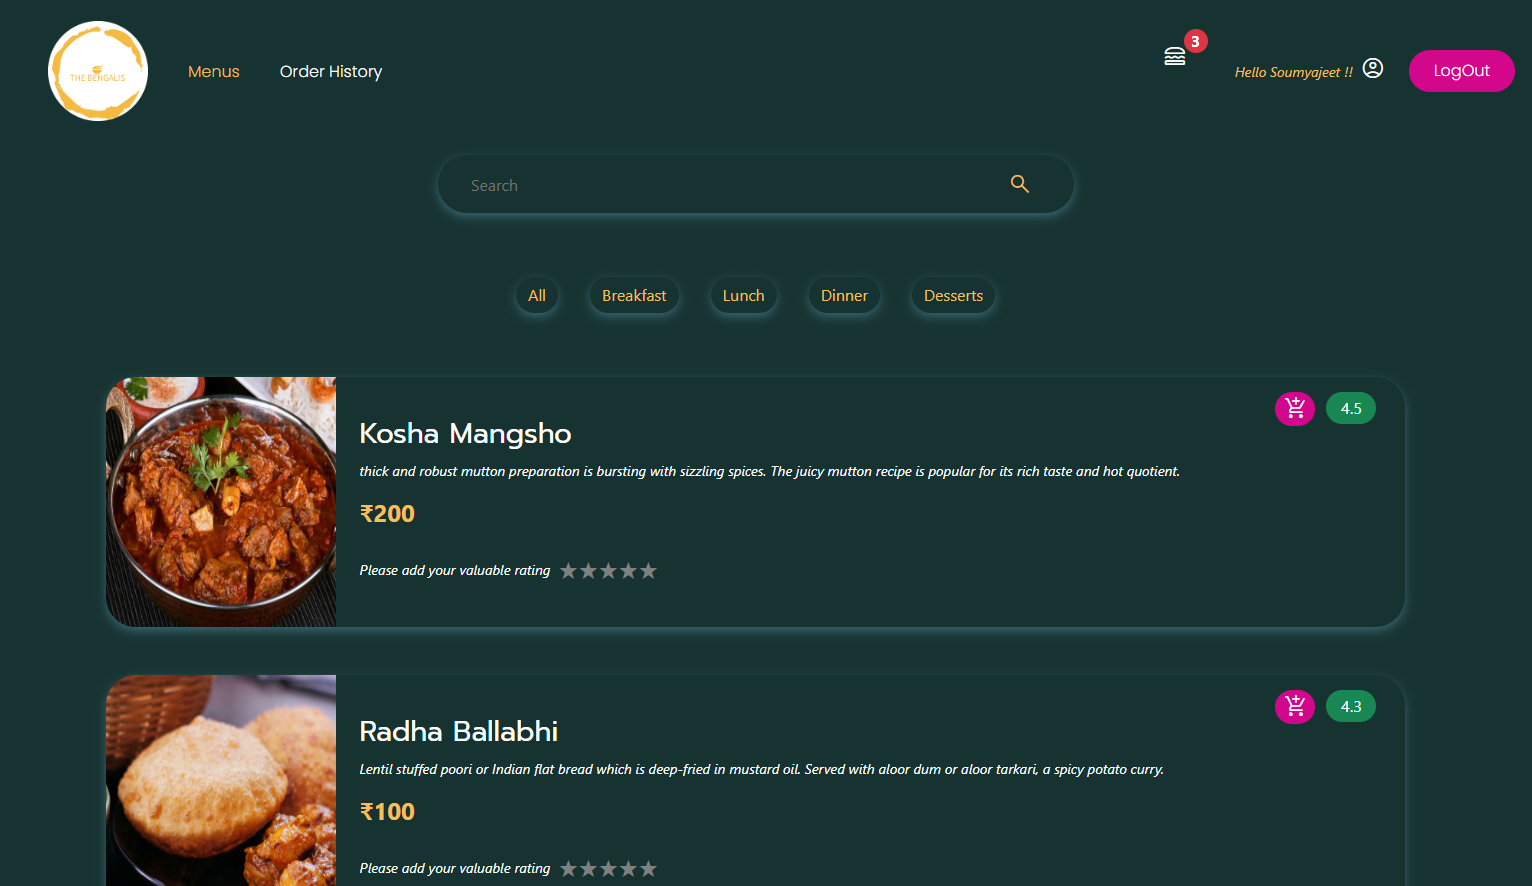 THE BENGALIS
Menus
Order History
3
Hello Soumyajeet !!
LogOut
Search
All
Breakfast
Lunch
Dinner
Desserts
4.5
Kosha Mangsho
thick and robust mutton preparation is bursting with sizzling spices. The juicy mutton recipe is popular for its rich taste and hot quotient.
₹200
Please add your valuable rating
4.3
Radha Ballabhi
Lentil stuffed poori or Indian flat bread which is deep-fried in mustard oil. Served with aloor dum or aloor tarkari, a spicy potato curry.
₹100
Please add your valuable rating